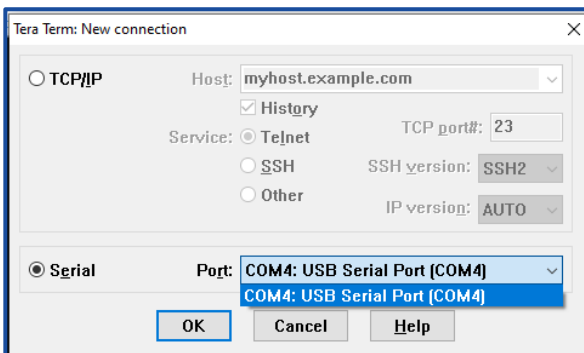 Tera Term: New connection
TCP/IP Host: myhost.example.com
History
Service: Telnet TCP port#: 23
SSH SSH version: SSH2
Other IP version: AUTO
Serial Port: COM4: USB Serial Port (COM4)
COM4: USB Serial Port (COM4)
OK Cancel Help